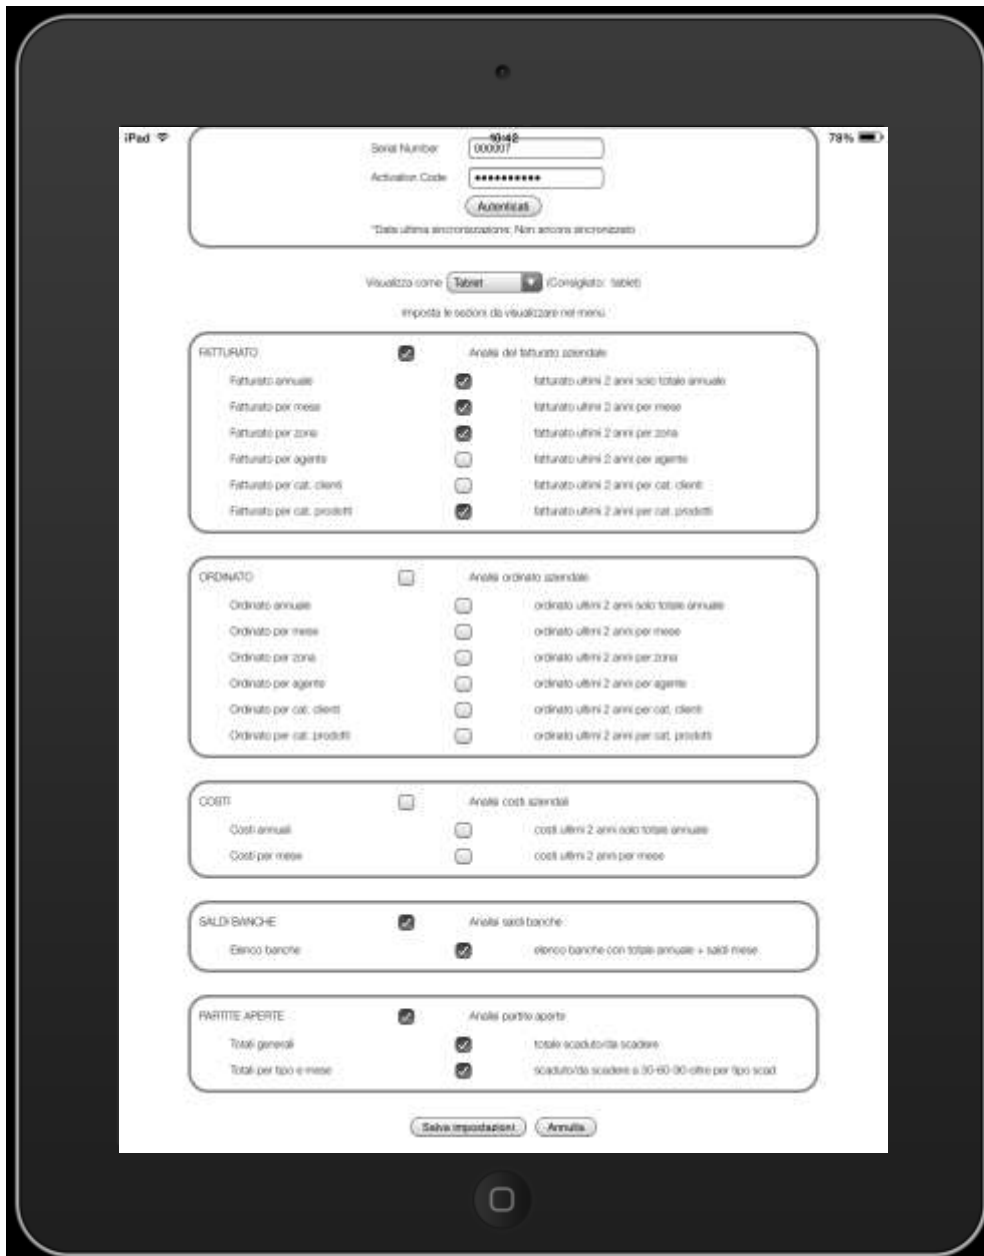 iPad 10:42 79%
Serial Number 000007
Activation Code ••••••••••
Autenticati
*Data ultima sincronizzazione: Non ancora sincronizzato
Visualizza come Tablet (Consigliato: tablet)
Imposta le sezioni da visualizzare nel menu.
FATTURATO Analisi del fatturato aziendale
Fatturato annuale fatturato ultimi 2 anni solo totale annuale
Fatturato per mese fatturato ultimi 2 anni per mese
Fatturato per zona fatturato ultimi 2 anni per zona
Fatturato per agente fatturato ultimi 2 anni per agente
Fatturato per cat. clienti fatturato ultimi 2 anni per cat. clienti
Fatturato per cat. prodotti fatturato ultimi 2 anni per cat. prodotti
ORDINATO Analisi ordinato aziendale
Ordinato annuale ordinato ultimi 2 anni solo totale annuale
Ordinato per mese ordinato ultimi 2 anni per mese
Ordinato per zona ordinato ultimi 2 anni per zona
Ordinato per agente ordinato ultimi 2 anni per agente
Ordinato per cat. clienti ordinato ultimi 2 anni per cat. clienti
Ordinato per cat. prodotti ordinato ultimi 2 anni per cat. prodotti
COSTI Analisi costi aziendali
Costi annuali costi ultimi 2 anni solo totale annuale
Costi per mese costi ultimi 2 anni per mese
SALDI BANCHE Analisi saldi banche
Elenco banche elenco banche con totale annuale + saldi mese
PARTITE APERTE Analisi partite aperte
Totali generali totale scaduto/da scadere
Totali per tipo e mese scaduto/da scadere a 30-60-90-oltre per tipo scad
Salva impostazioni Annulla